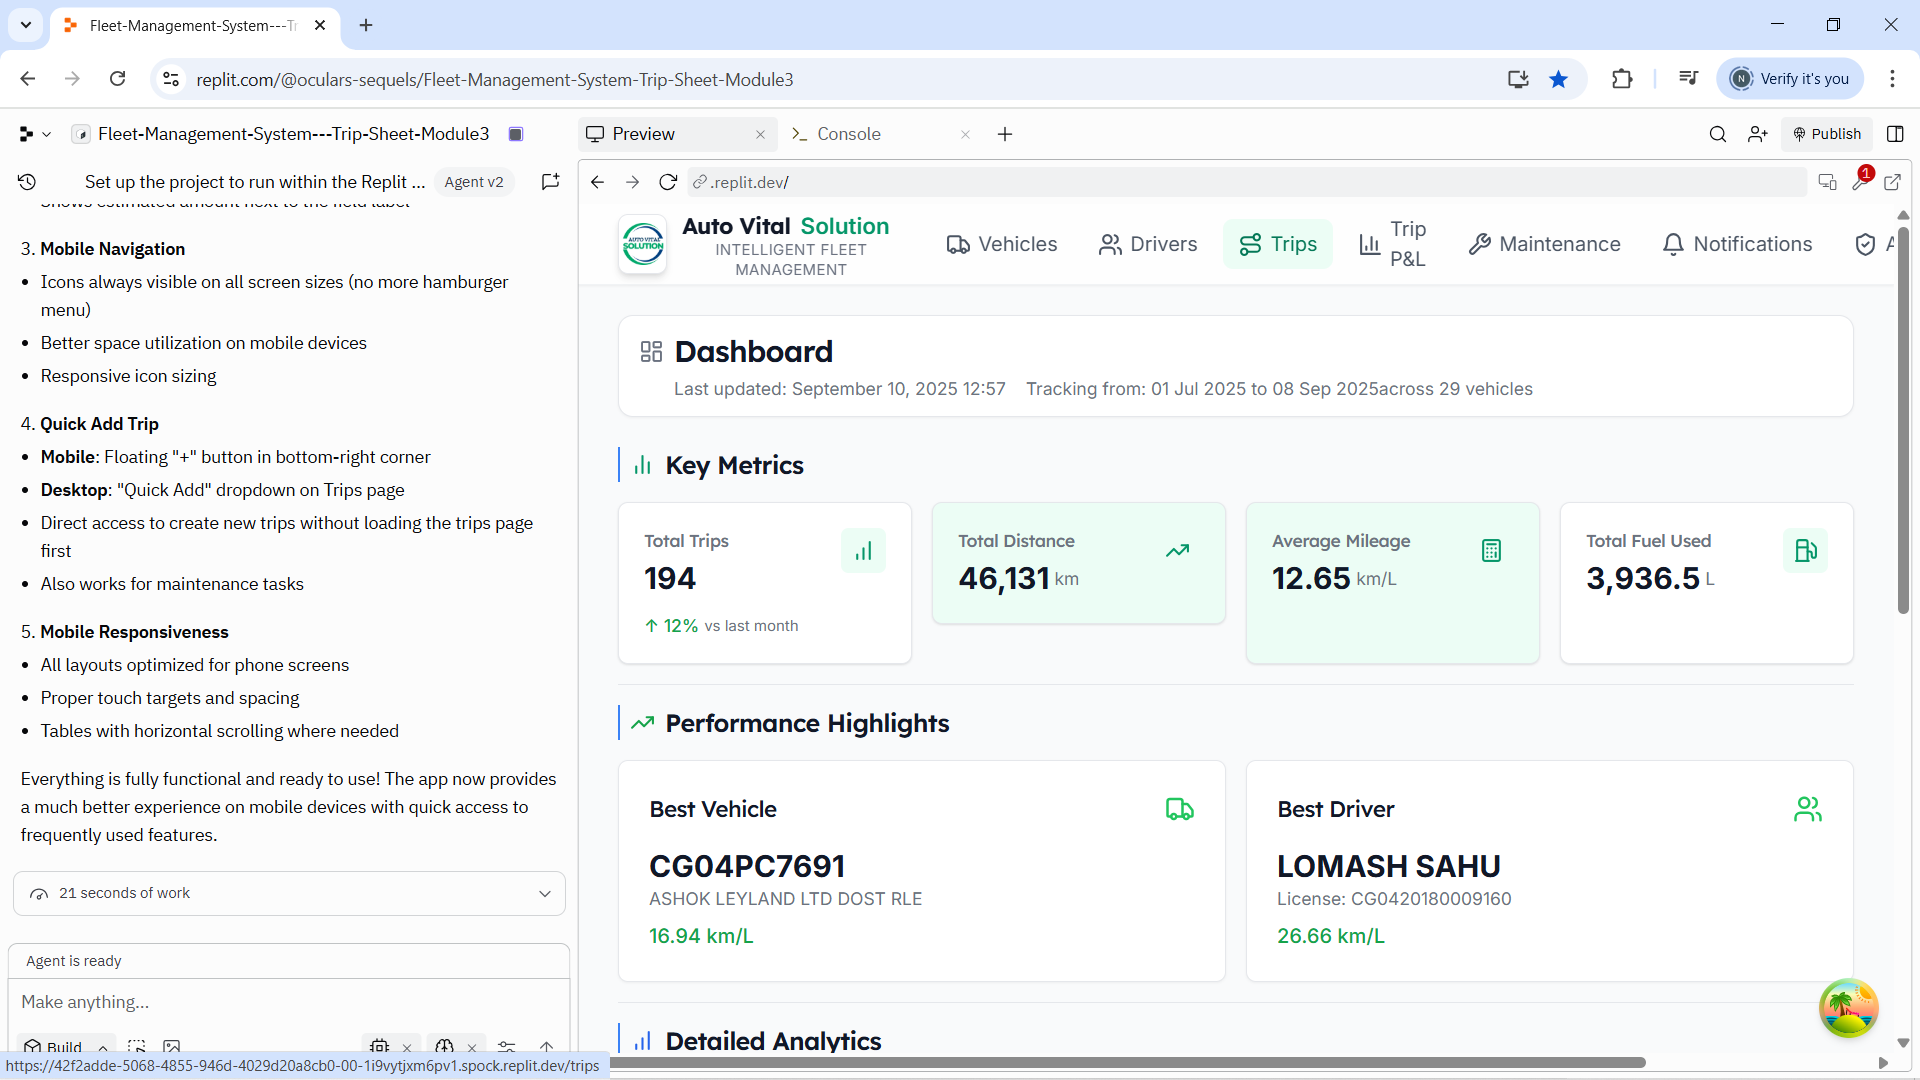 Fleet-Management-System---Tr
replit.com/@oculars-sequels/Fleet-Management-System-Trip-Sheet-Module3
N
Verify it's you
Fleet-Management-System---Trip-Sheet-Module3
Preview
Console
Publish
Set up the project to run within the Replit ...
Agent v2
.replit.dev/
1
Shows estimated amount next to the field label
3. Mobile Navigation
• Icons always visible on all screen sizes (no more hamburger
menu)
• Better space utilization on mobile devices
• Responsive icon sizing
4. Quick Add Trip
• Mobile: Floating "+" button in bottom-right corner
• Desktop: "Quick Add" dropdown on Trips page
• Direct access to create new trips without loading the trips page
first
• Also works for maintenance tasks
5. Mobile Responsiveness
• All layouts optimized for phone screens
• Proper touch targets and spacing
• Tables with horizontal scrolling where needed
Everything is fully functional and ready to use! The app now provides
a much better experience on mobile devices with quick access to
frequently used features.
21 seconds of work
Agent is ready
Make anything...
Build
https://42f2adde-5068-4855-946d-4029d20a8cb0-00-1i9vytjxm6pv1.spock.replit.dev/trips
AUTO VITAL
SOLUTION
Auto Vital Solution
INTELLIGENT FLEET
MANAGEMENT
Vehicles
Drivers
Trips
Trip
P&L
Maintenance
Notifications
A
Dashboard
Last updated: September 10, 2025 12:57
Tracking from: 01 Jul 2025 to 08 Sep 2025across 29 vehicles
Key Metrics
Total Trips
194
↑ 12% vs last month
Total Distance
46,131 km
Average Mileage
12.65 km/L
Total Fuel Used
3,936.5 L
Performance Highlights
Best Vehicle
CG04PC7691
ASHOK LEYLAND LTD DOST RLE
16.94 km/L
Best Driver
LOMASH SAHU
License: CG0420180009160
26.66 km/L
Detailed Analytics